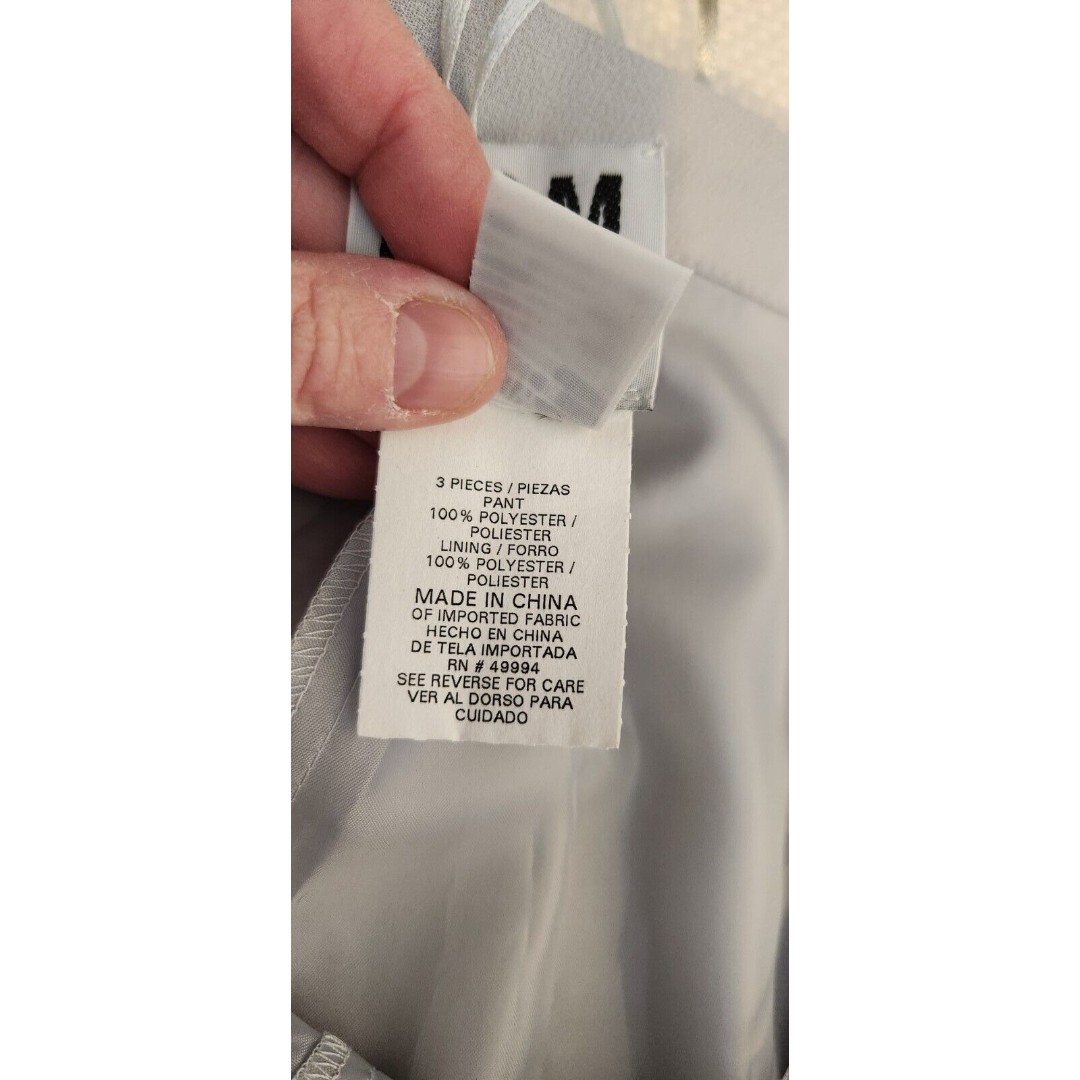 M
3 PIECES / PIEZAS
PANT
100% POLYESTER /
POLIESTER
LINING / FORRO
100% POLYESTER /
POLIESTER
MADE IN CHINA
OF IMPORTED FABRIC
HECHO EN CHINA
DE TELA IMPORTADA
RN # 49994
SEE REVERSE FOR CARE
VER AL DORSO PARA
CUIDADO